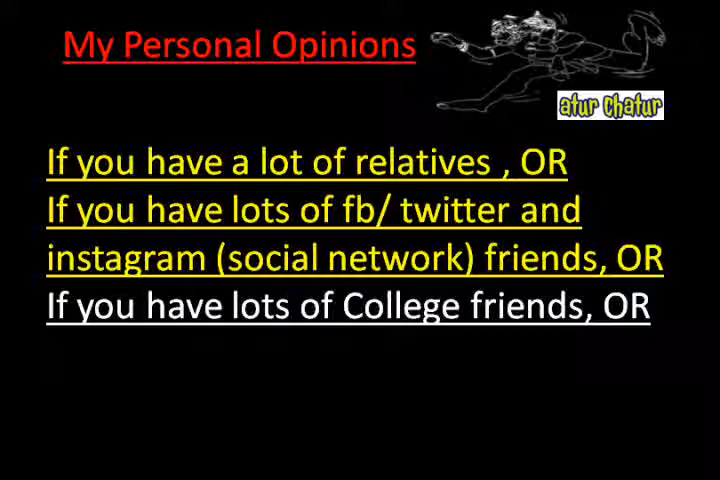 My Personal Opinions
atur chatur
If you have a lot of relatives , OR
If you have lots of fb/ twitter and
instagram (social network) friends, OR
If you have lots of College friends, OR